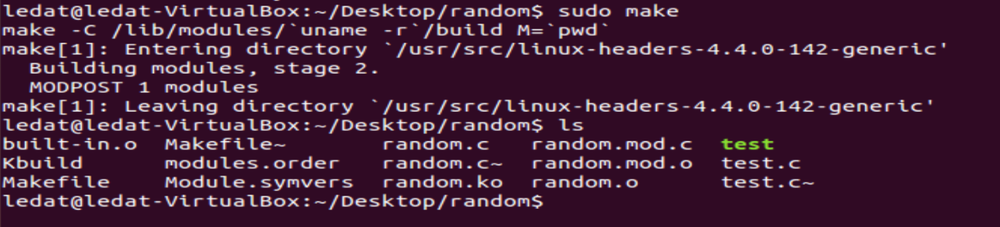 ledat@ledat-VirtualBox:~/Desktop/random$ sudo make
make -C /lib/modules/`uname -r`/build M=`pwd`
make[1]: Entering directory `/usr/src/linux-headers-4.4.0-142-generic'
  Building modules, stage 2.
  MODPOST 1 modules
make[1]: Leaving directory `/usr/src/linux-headers-4.4.0-142-generic'
ledat@ledat-VirtualBox:~/Desktop/random$ ls
built-in.o  Makefile~       random.c   random.mod.c  test
Kbuild      modules.order   random.c~  random.mod.o  test.c
Makefile    Module.symvers  random.ko  random.o      test.c~
ledat@ledat-VirtualBox:~/Desktop/random$